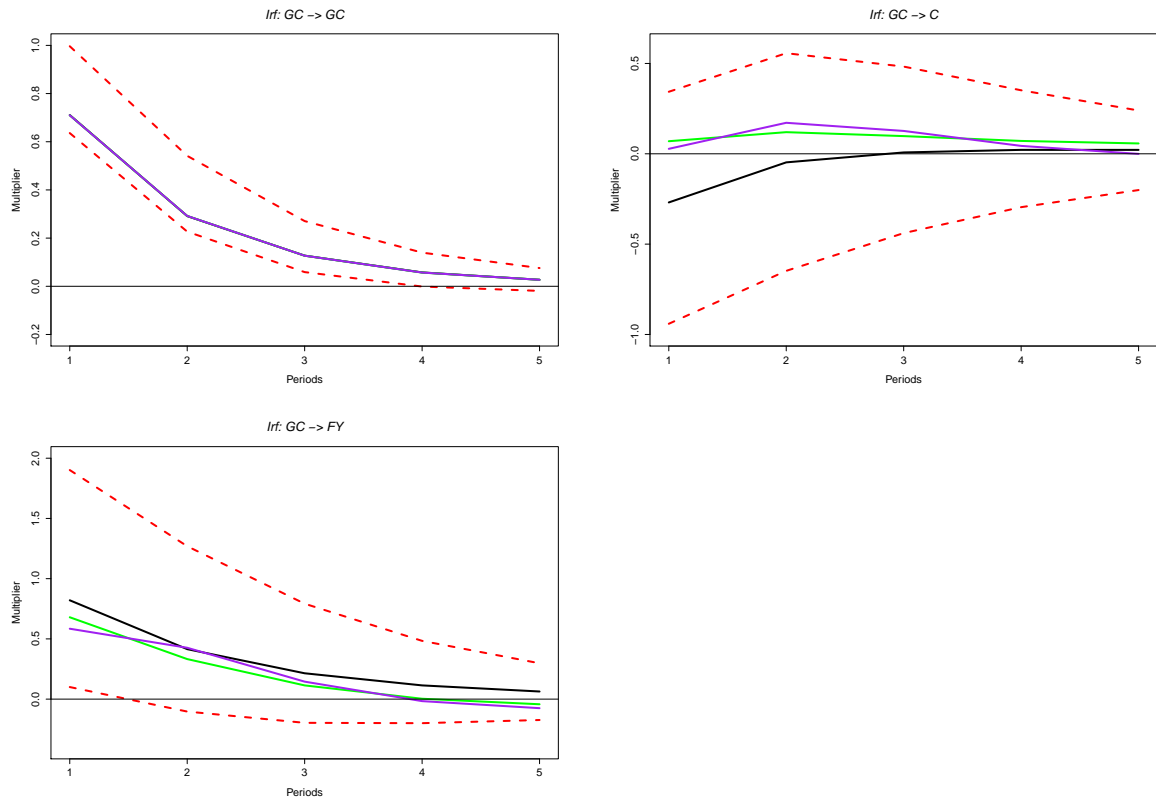 Irf: GC −> GC
Multiplier
1.0
0.8
0.6
0.4
0.2
0.0
−0.2
1 2 3 4 5
Periods
Irf: GC −> C
Multiplier
0.5
0.0
−0.5
−1.0
1 2 3 4 5
Periods
Irf: GC −> FY
Multiplier
2.0
1.5
1.0
0.5
0.0
1 2 3 4 5
Periods